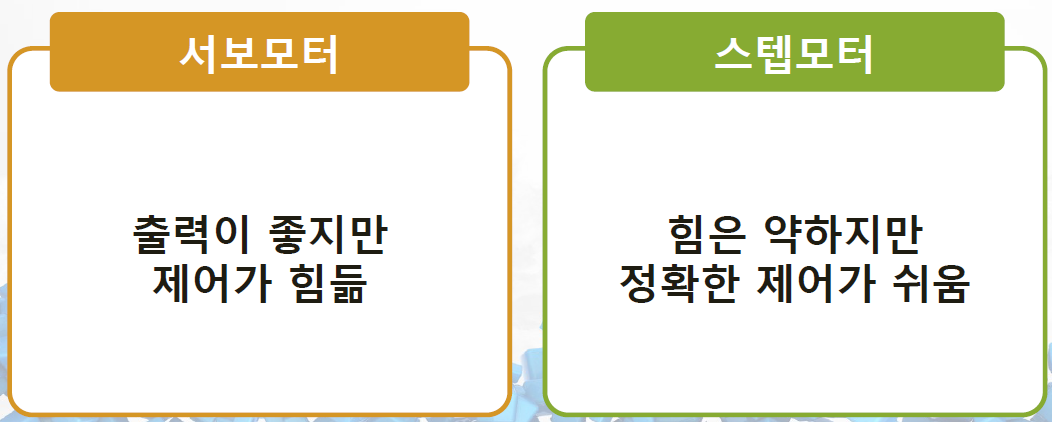 서보모터
출력이 좋지만
제어가 힘듦
스텝모터
힘은 약하지만
정확한 제어가 쉬움